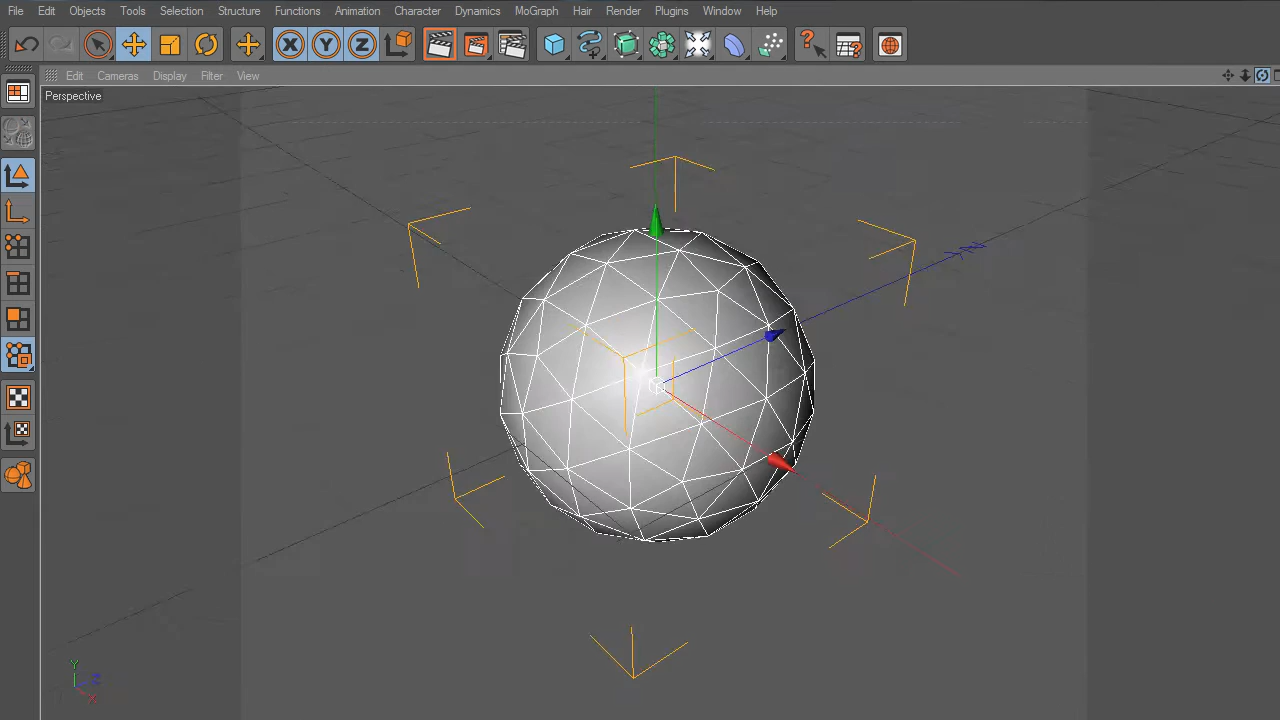 File Edit Objects Tools Selection Structure Functions Animation Character Dynamics MoGraph Hair Render Plugins Window Help
X Y Z
Edit Cameras Display Filter View
Perspective
Y
X